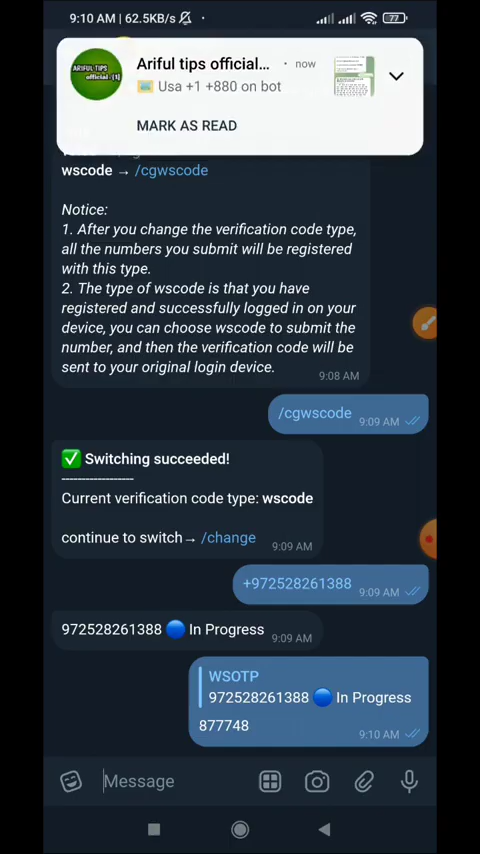 9:10 AM | 62.5KB/s
77
ARIFUL TIPS
official .[1]
Ariful tips official... · now
Usa +1 +880 on bot
MARK AS READ
wscode → /cgwscode
Notice:
1. After you change the verification code type,
all the numbers you submit will be registered
with this type.
2. The type of wscode is that you have
registered and successfully logged in on your
device, you can choose wscode to submit the
number, and then the verification code will be
sent to your original login device.
9:08 AM
/cgwscode
9:09 AM
✅ Switching succeeded!
------------------
Current verification code type: wscode
continue to switch→ /change
9:09 AM
+972528261388
9:09 AM
972528261388 🔵 In Progress
9:09 AM
WSOTP
972528261388 🔵 In Progress
877748
9:10 AM
Message